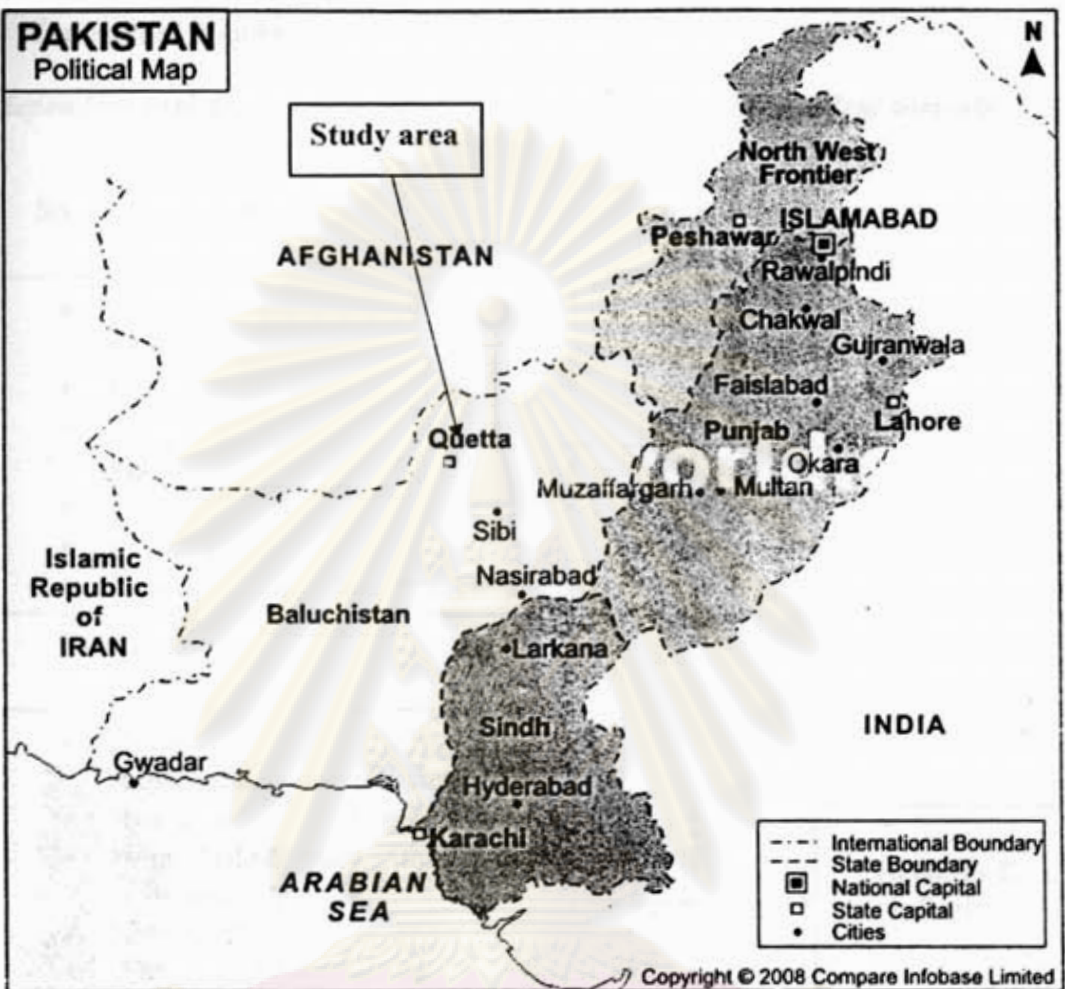 PAKISTAN
Political Map
N
Study area
North West
Frontier
ISLAMABAD
Peshawar
AFGHANISTAN
Rawalpindi
Chakwal
Gujranwala
Faislabad
Lahore
Punjab
Quetta
Okara
Muzaffargarh
Multan
Sibi
Islamic
Republic
of
IRAN
Nasirabad
Baluchistan
Larkana
Sindh
INDIA
Gwadar
Hyderabad
Karachi
ARABIAN
SEA
International Boundary
State Boundary
National Capital
State Capital
Cities
Copyright © 2008 Compare Infobase Limited